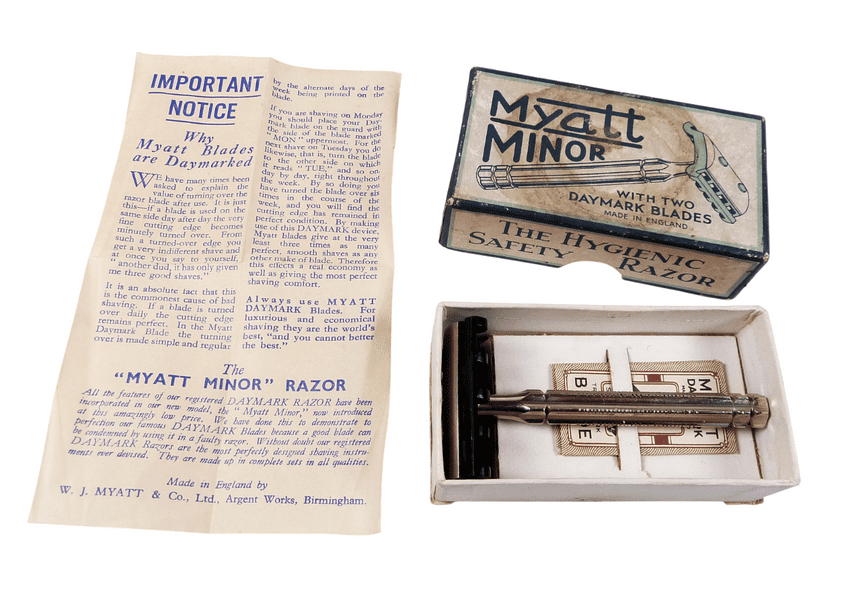 IMPORTANT
NOTICE
Why
Myatt Blades
are Daymarked
WE have many times been
asked to explain the
value of turning over the
razor blade after use. It is just
this—if a blade is used on the
same side day after day the very
fine cutting edge becomes
minutely turned over. From
such a turned-over edge you
get a very indifferent shave and
at once you say to yourself,
"another dud, it has only given
me three good shaves."
It is an absolute fact that this
is the commonest cause of bad
shaving. If a blade is turned
over daily the cutting edge
remains perfect. In the Myatt
Daymark Blade the turning
over is made simple and regular
by the alternate days of the
week being printed on the
blade.
If you are shaving on Monday
you should place your Day-
mark blade on the guard with
the side of the blade marked
"MON" uppermost. For the
next shave on Tuesday you do
likewise, that is, turn the blade
to the other side on which
it reads "TUE," and so on,
day by day, right throughout
the week. By so doing you
have turned the blade over six
times in the course of the
week, and you will find the
cutting edge has remained in
perfect condition. By making
use of this DAYMARK device,
Myatt blades give at the very
least three times as many
perfect, smooth shaves as any
other make of blade. Therefore
this effects a real economy as
well as giving the most perfect
shaving comfort.
Always use MYATT
DAYMARK Blades. For
luxurious and economical
shaving they are the world's
best, "and you cannot better
the best."
The
"MYATT MINOR" RAZOR
All the features of our registered DAYMARK RAZOR have been
incorporated in our new model, the "Myatt Minor," now introduced
at this amazingly low price. We have done this to demonstrate to
perfection our famous DAYMARK Blades because a good blade can
be condemned by using it in a faulty razor. Without doubt our registered
DAYMARK Razors are the most perfectly designed shaving instru-
ments ever devised. They are made up in complete sets in all qualities.
Made in England by
W. J. MYATT & Co., Ltd., Argent Works, Birmingham.
Myatt
MINOR
WITH TWO
DAYMARK BLADES
MADE IN ENGLAND
THE HYGIENIC
SAFETY RAZOR